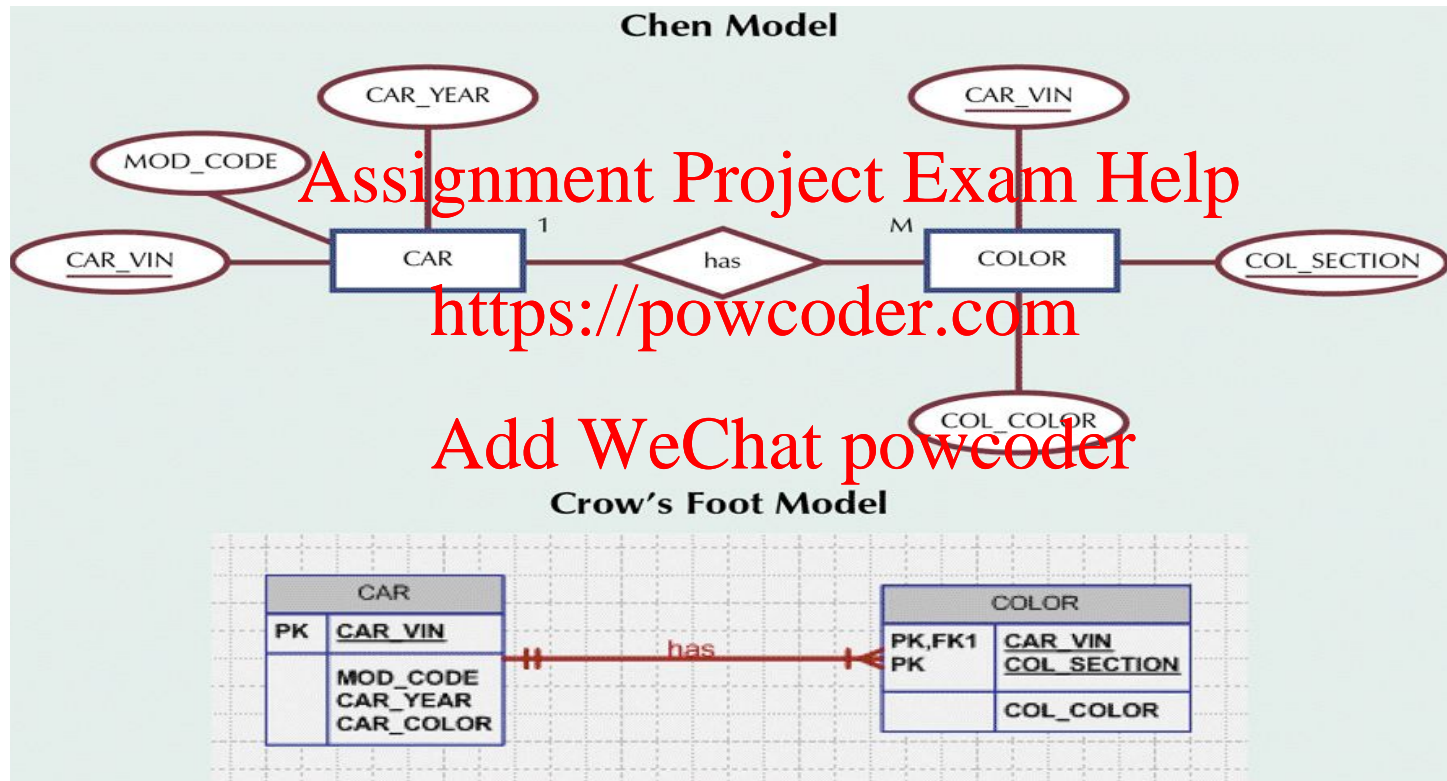 Chen Model
CAR_YEAR
CAR_VIN
MOD_CODE
Assignment Project Exam Help
1
M
CAR_VIN
CAR
has
COLOR
COL_SECTION
https://powcoder.com
COL_COLOR
Add WeChat powcoder
Crow's Foot Model
CAR
PK CAR_VIN
MOD_CODE
CAR_YEAR
CAR_COLOR
has
COLOR
PK,FK1 CAR_VIN
PK COL_SECTION
COL_COLOR